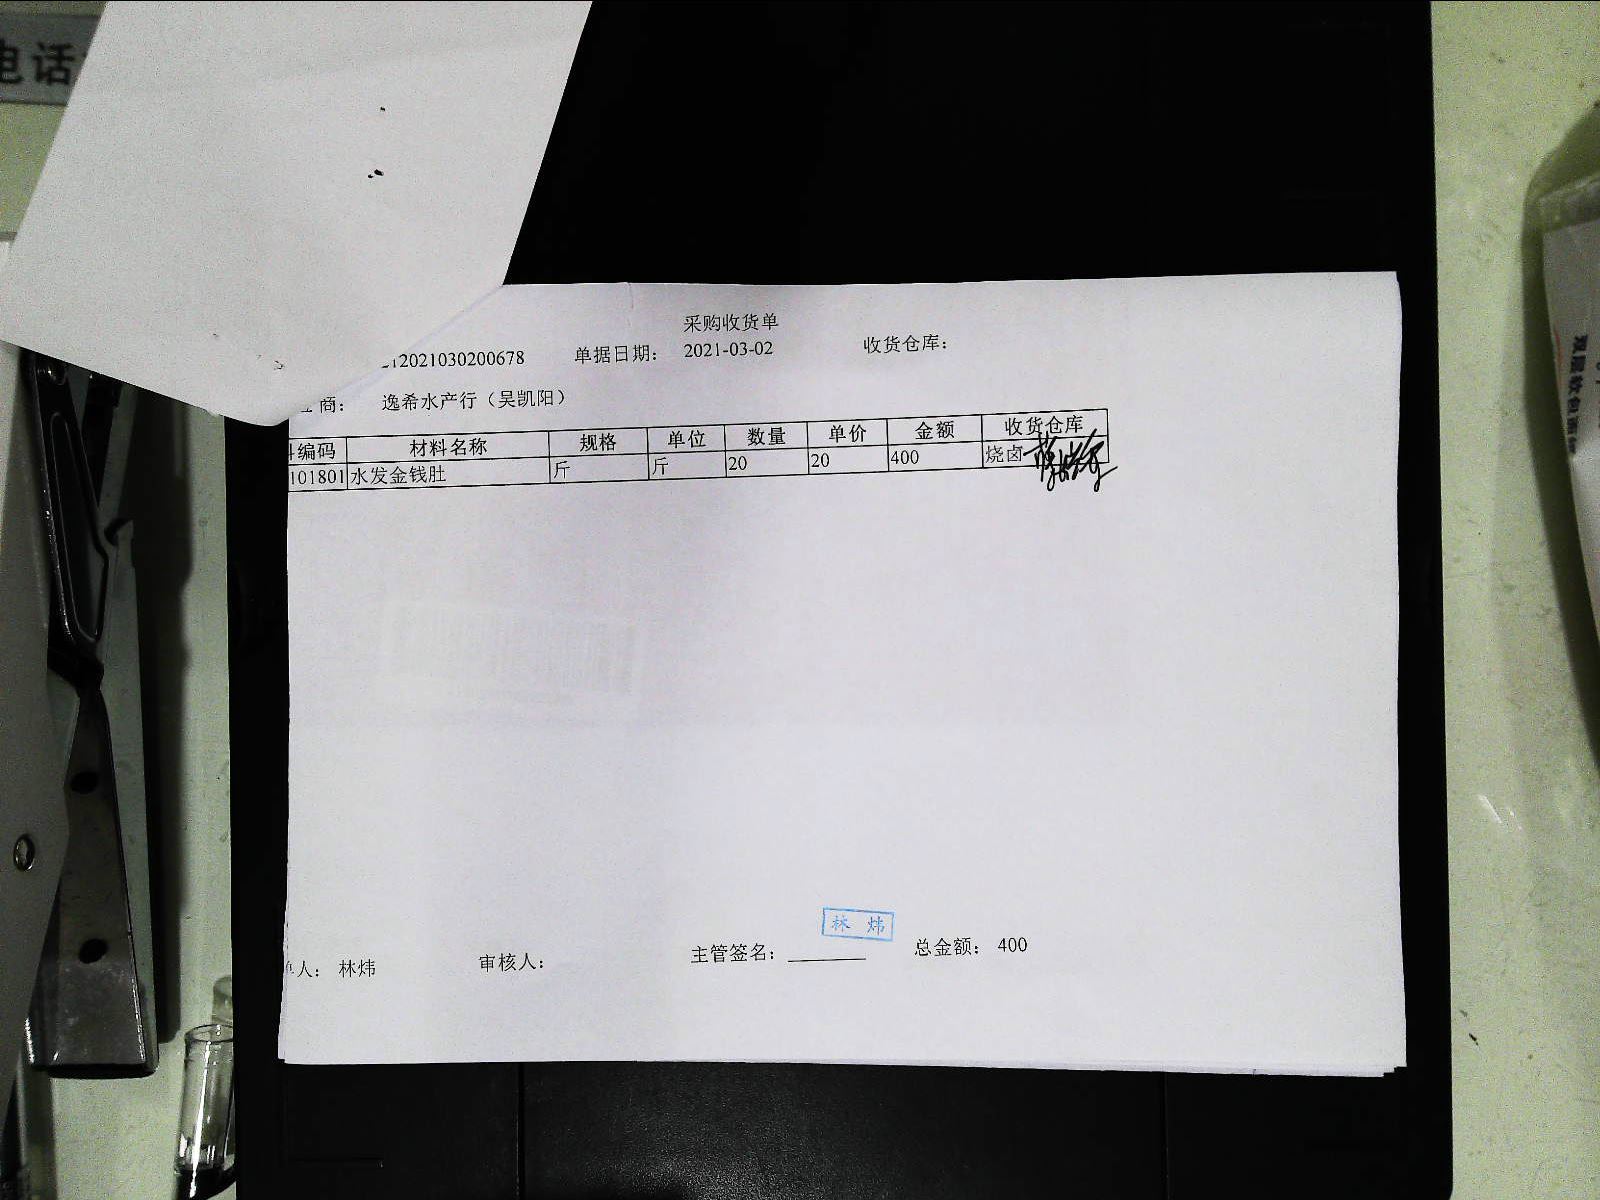 电话
采购收货单
2021030200678 单据日期： 2021-03-02 收货仓库：
商： 逸希水产行（吴凯阳）
编码 材料名称 规格 单位 数量 单价 金额 收货仓库
101801 水发金钱肚 斤 斤 20 20 400 烧卤
林 炜
人： 林炜 审核人： 主管签名： 总金额： 400